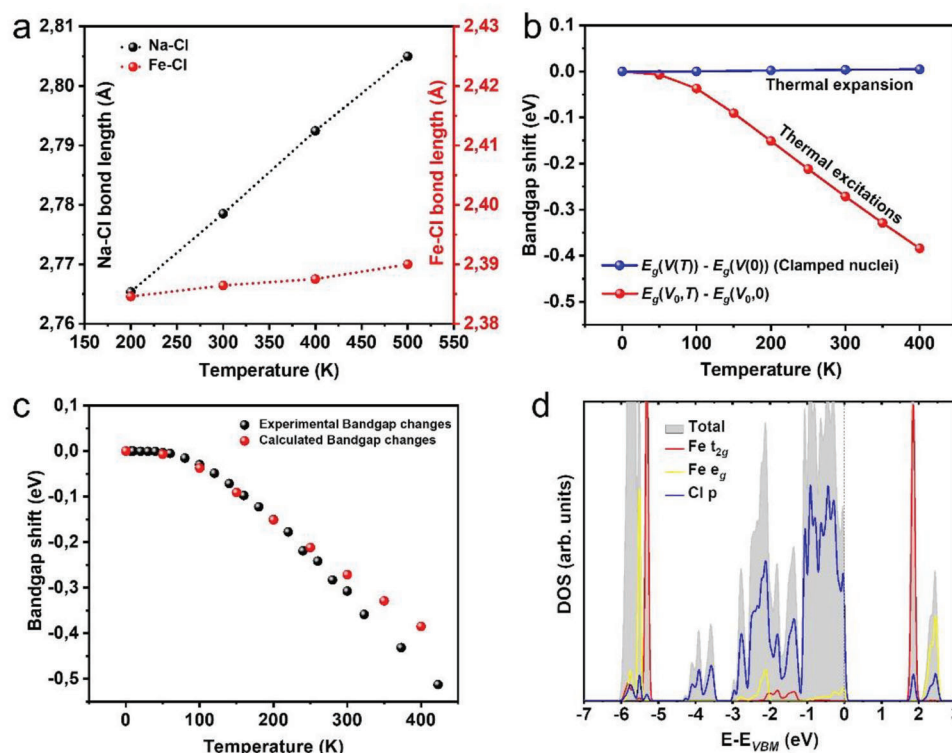 a
Na-Cl
Fe-Cl
Na-Cl bond length (Å)
2,81
2,80
2,79
2,78
2,77
2,76
Fe-Cl bond length (Å)
2,43
2,42
2,41
2,40
2,39
2,38
150 200 250 300 350 400 450 500 550
Temperature (K)
b
Bandgap shift (eV)
0.1
0.0
-0.1
-0.2
-0.3
-0.4
-0.5
Thermal expansion
Thermal excitations
Eg(V(T)) - Eg(V(0)) (Clamped nuclei)
Eg(V0,T) - Eg(V0,0)
0 100 200 300 400
Temperature (K)
c
Bandgap shift (eV)
0,1
0,0
-0,1
-0,2
-0,3
-0,4
-0,5
Experimental Bandgap changes
Calculated Bandgap changes
0 100 200 300 400
Temperature (K)
d
DOS (arb. units)
Total
Fe t2g
Fe eg
Cl p
-7 -6 -5 -4 -3 -2 -1 0 1 2 3
E-EVBM (eV)